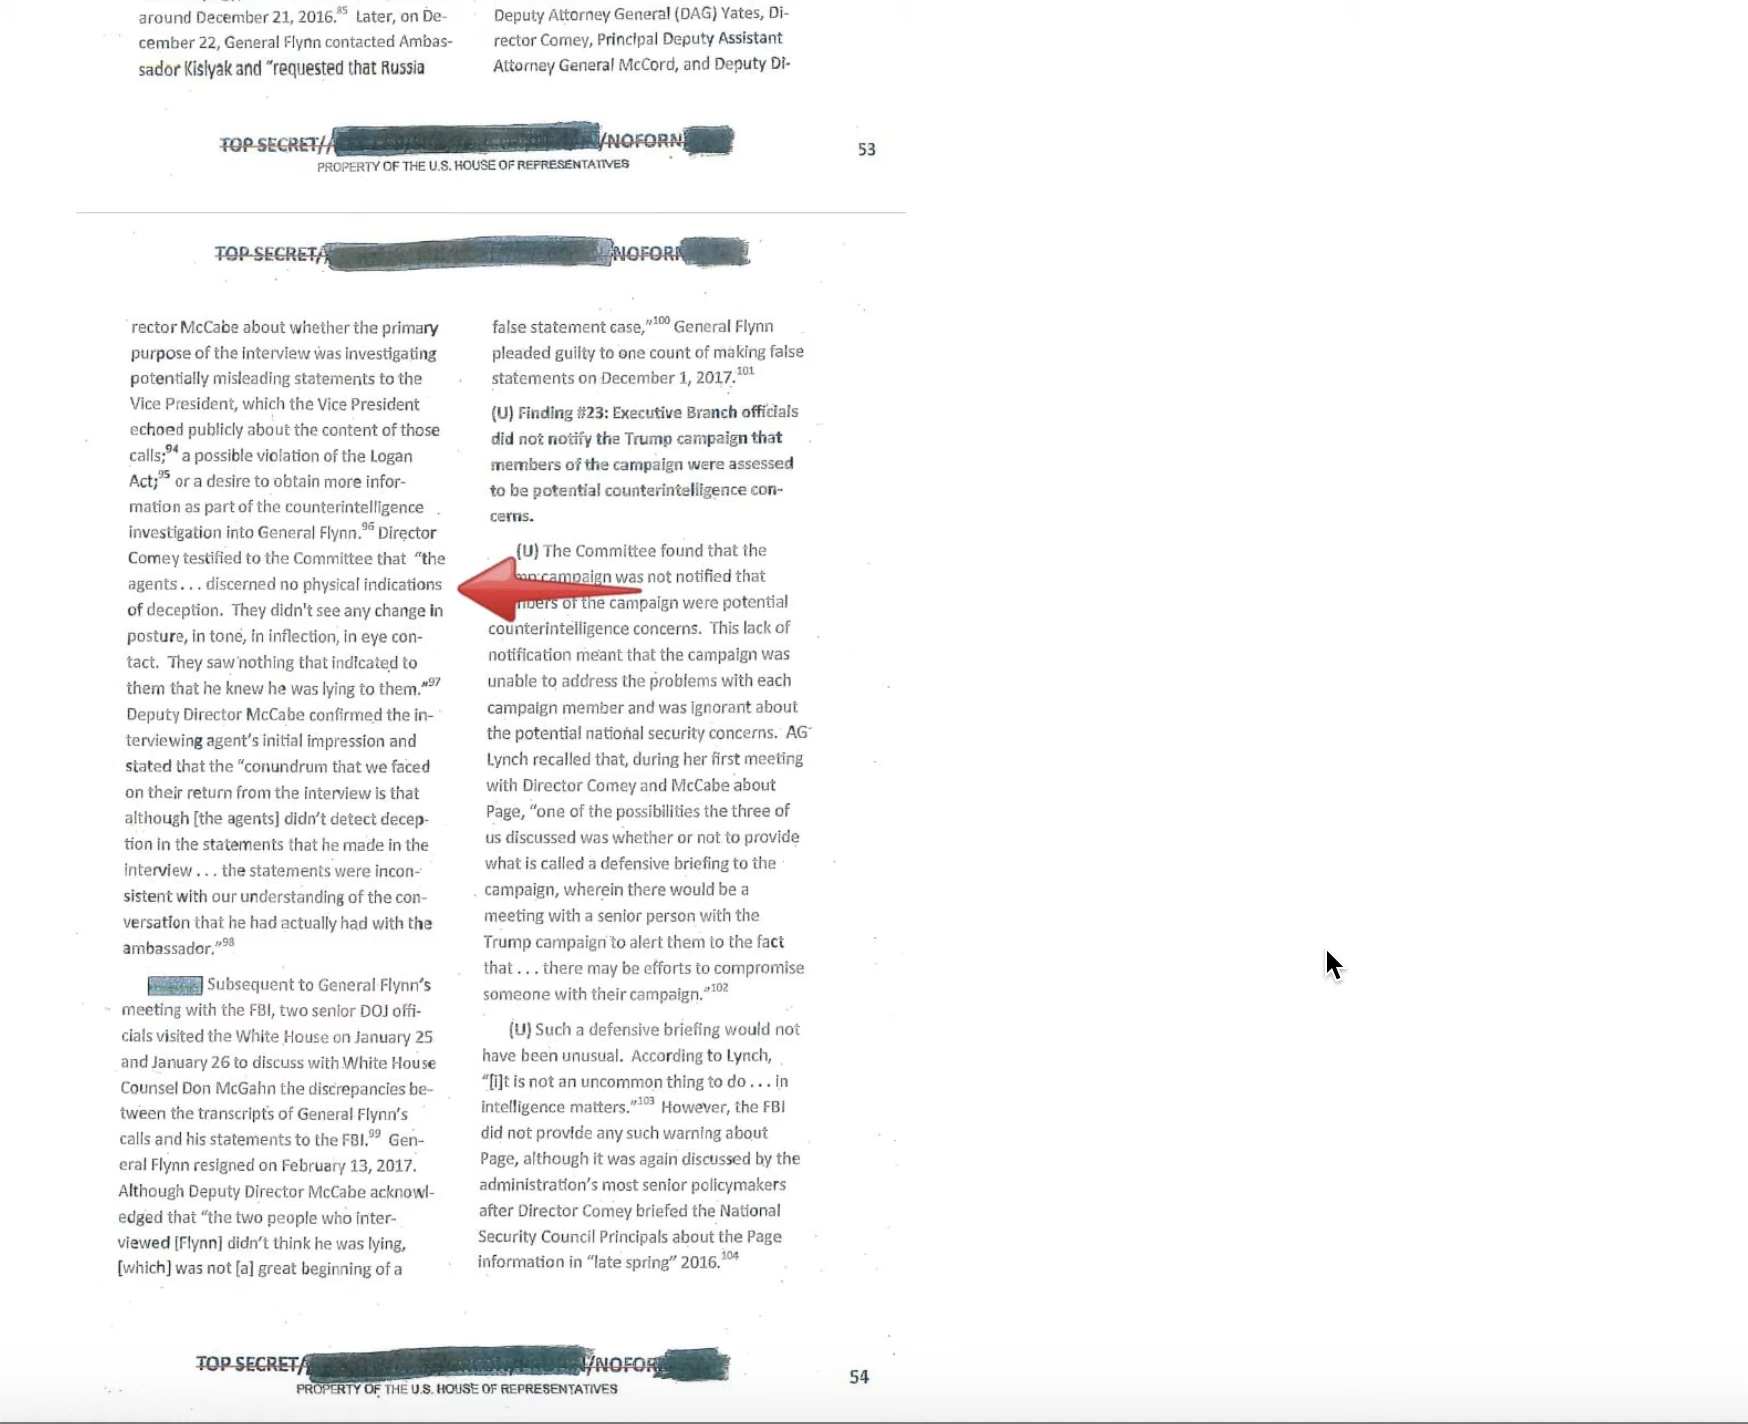 around December 21, 2016.85 Later, on De-
cember 22, General Flynn contacted Ambas-
sador Kislyak and "requested that Russia
Deputy Attorney General (DAG) Yates, Di-
rector Comey, Principal Deputy Assistant
Attorney General McCord, and Deputy Di-
TOP SECRET// /NOFORN
PROPERTY OF THE U.S. HOUSE OF REPRESENTATIVES
53
TOP SECRET/ NOFORN
rector McCabe about whether the primary
purpose of the interview was investigating
potentially misleading statements to the
Vice President, which the Vice President
echoed publicly about the content of those
calls;94 a possible violation of the Logan
Act;95 or a desire to obtain more infor-
mation as part of the counterintelligence
investigation into General Flynn.96 Director
Comey testified to the Committee that "the
agents . . . discerned no physical indications
of deception. They didn't see any change in
posture, in tone, in inflection, in eye con-
tact. They saw nothing that indicated to
them that he knew he was lying to them."97
Deputy Director McCabe confirmed the in-
terviewing agent's initial impression and
stated that the "conundrum that we faced
on their return from the interview is that
although [the agents] didn't detect decep-
tion in the statements that he made in the
interview . . . the statements were incon-
sistent with our understanding of the con-
versation that he had actually had with the
ambassador."98
Subsequent to General Flynn's
meeting with the FBI, two senior DOJ offi-
cials visited the White House on January 25
and January 26 to discuss with White House
Counsel Don McGahn the discrepancies be-
tween the transcripts of General Flynn's
calls and his statements to the FBI.99 Gen-
eral Flynn resigned on February 13, 2017.
Although Deputy Director McCabe acknowl-
edged that "the two people who inter-
viewed [Flynn] didn't think he was lying,
[which] was not [a] great beginning of a
false statement case,"100 General Flynn
pleaded guilty to one count of making false
statements on December 1, 2017.101
(U) Finding #23: Executive Branch officials
did not notify the Trump campaign that
members of the campaign were assessed
to be potential counterintelligence con-
cerns.
(U) The Committee found that the
campaign was not notified that
of the campaign were potential
counterintelligence concerns. This lack of
notification meant that the campaign was
unable to address the problems with each
campaign member and was ignorant about
the potential national security concerns. AG
Lynch recalled that, during her first meeting
with Director Comey and McCabe about
Page, "one of the possibilities the three of
us discussed was whether or not to provide
what is called a defensive briefing to the
campaign, wherein there would be a
meeting with a senior person with the
Trump campaign to alert them to the fact
that . . . there may be efforts to compromise
someone with their campaign."102
(U) Such a defensive briefing would not
have been unusual. According to Lynch,
"[i]t is not an uncommon thing to do . . . in
intelligence matters."103 However, the FBI
did not provide any such warning about
Page, although it was again discussed by the
administration's most senior policymakers
after Director Comey briefed the National
Security Council Principals about the Page
information in "late spring" 2016.104
TOP SECRET/ /NOFOR
PROPERTY OF THE U.S. HOUSE OF REPRESENTATIVES
54